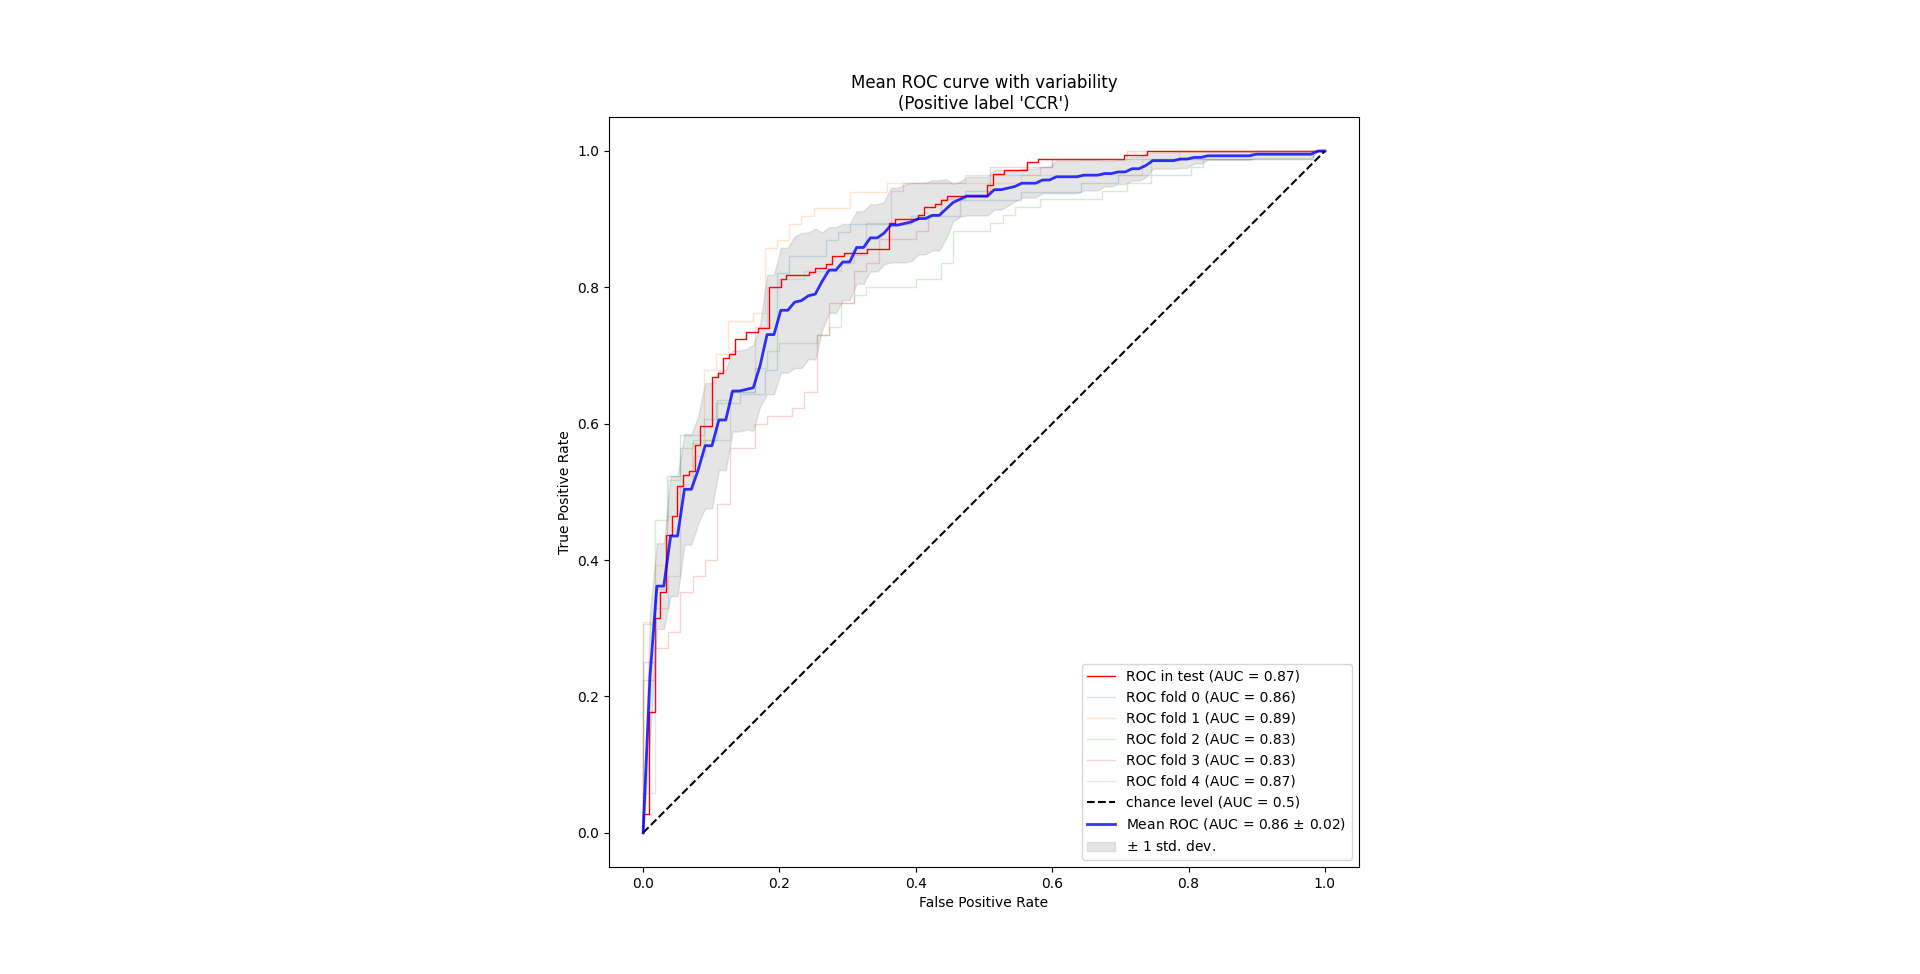 Mean ROC curve with variability
(Positive label 'CCR')
True Positive Rate
1.0
0.8
0.6
0.4
0.2
0.0
ROC in test (AUC = 0.87)
ROC fold 0 (AUC = 0.86)
ROC fold 1 (AUC = 0.89)
ROC fold 2 (AUC = 0.83)
ROC fold 3 (AUC = 0.83)
ROC fold 4 (AUC = 0.87)
chance level (AUC = 0.5)
Mean ROC (AUC = 0.86 ± 0.02)
± 1 std. dev.
0.0 0.2 0.4 0.6 0.8 1.0
False Positive Rate